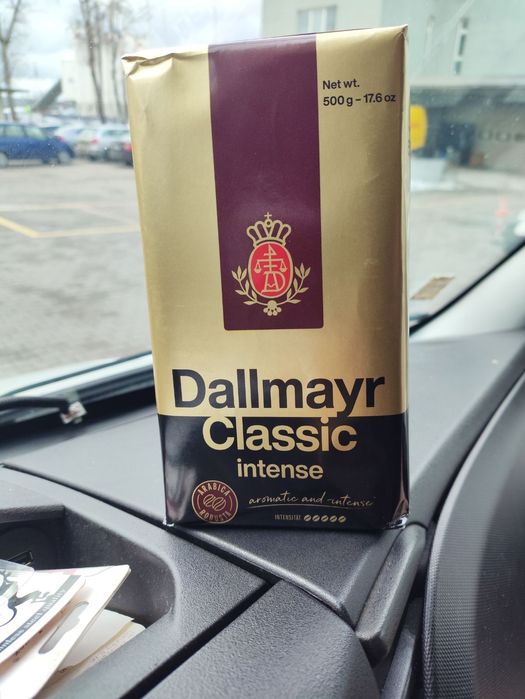 Net wt.
500 g – 17.6 oz
Dallmayr
Classic
intense
ARABICA
ROBUSTA
aromatic and intense
INTENSITÄT